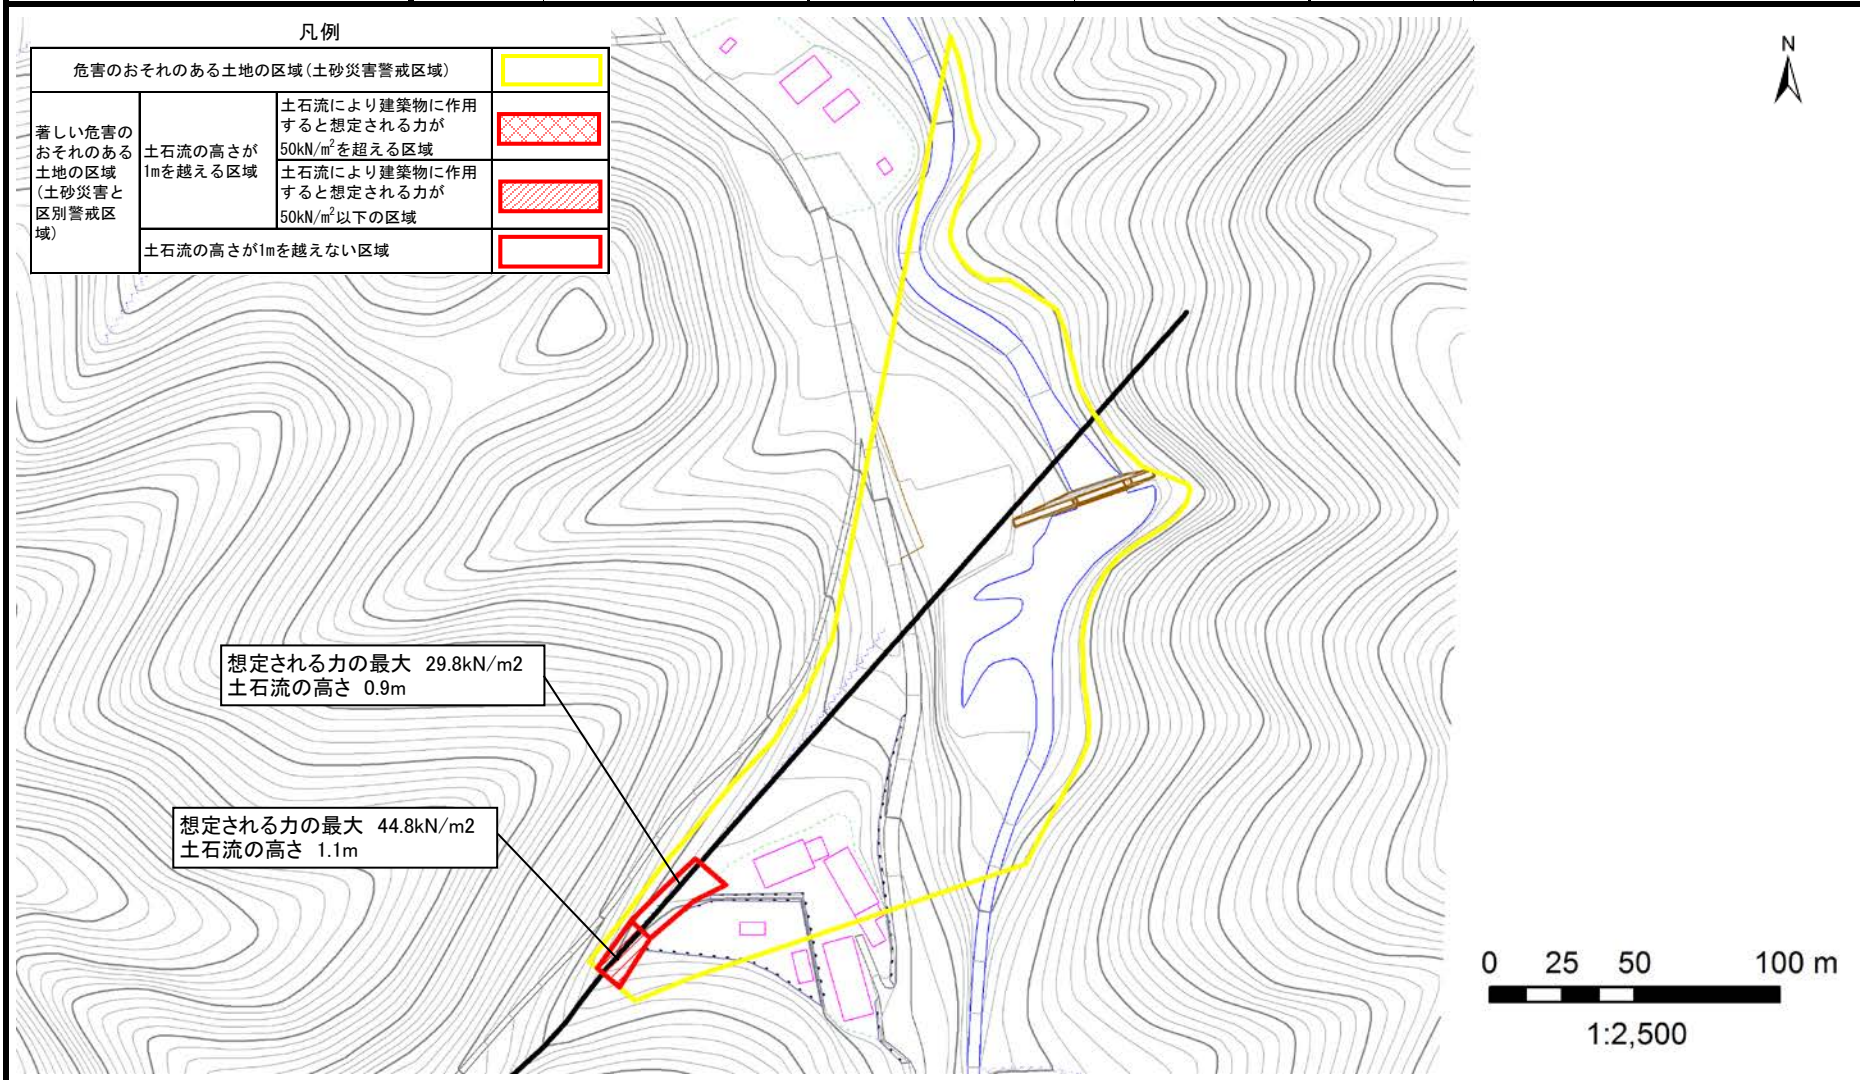 凡例
危害のおそれのある土地の区域(土砂災害警戒区域)
著しい危害の
おそれのある
土地の区域
(土砂災害と
区別警戒区
域)
土石流の高さが
1mを越える区域
土石流により建築物に作用
すると想定される力が
50kN/㎡を超える区域
土石流により建築物に作用
すると想定される力が
50kN/㎡以下の区域
土石流の高さが1mを越えない区域
N
想定される力の最大 29.8kN/m2
土石流の高さ 0.9m
想定される力の最大 44.8kN/m2
土石流の高さ 1.1m
0 25 50 100 m
1:2,500